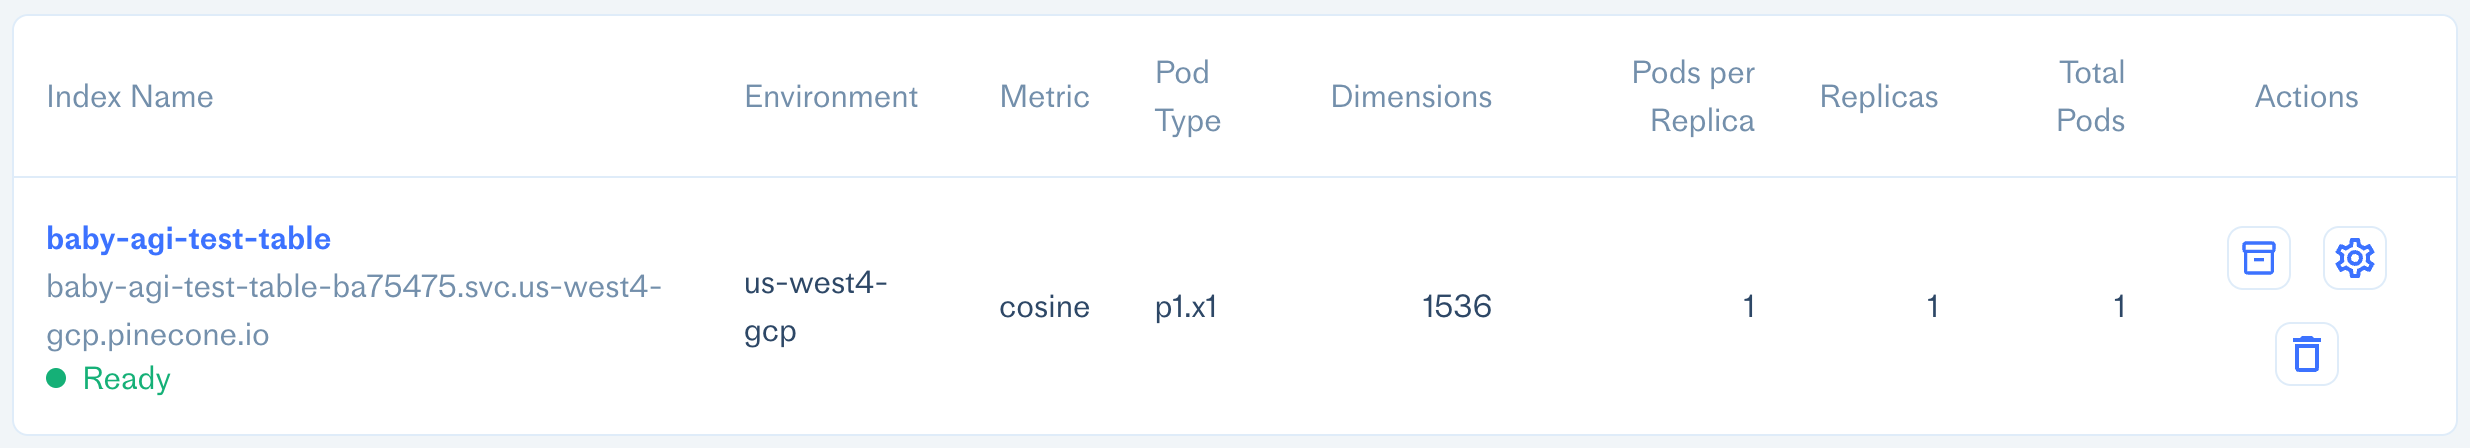 Index Name
Environment
Metric
Pod
Type
Dimensions
Pods per
Replica
Replicas
Total
Pods
Actions
baby-agi-test-table
baby-agi-test-table-ba75475.svc.us-west4-
gcp.pinecone.io
Ready
us-west4-
gcp
cosine
p1.x1
1536
1
1
1